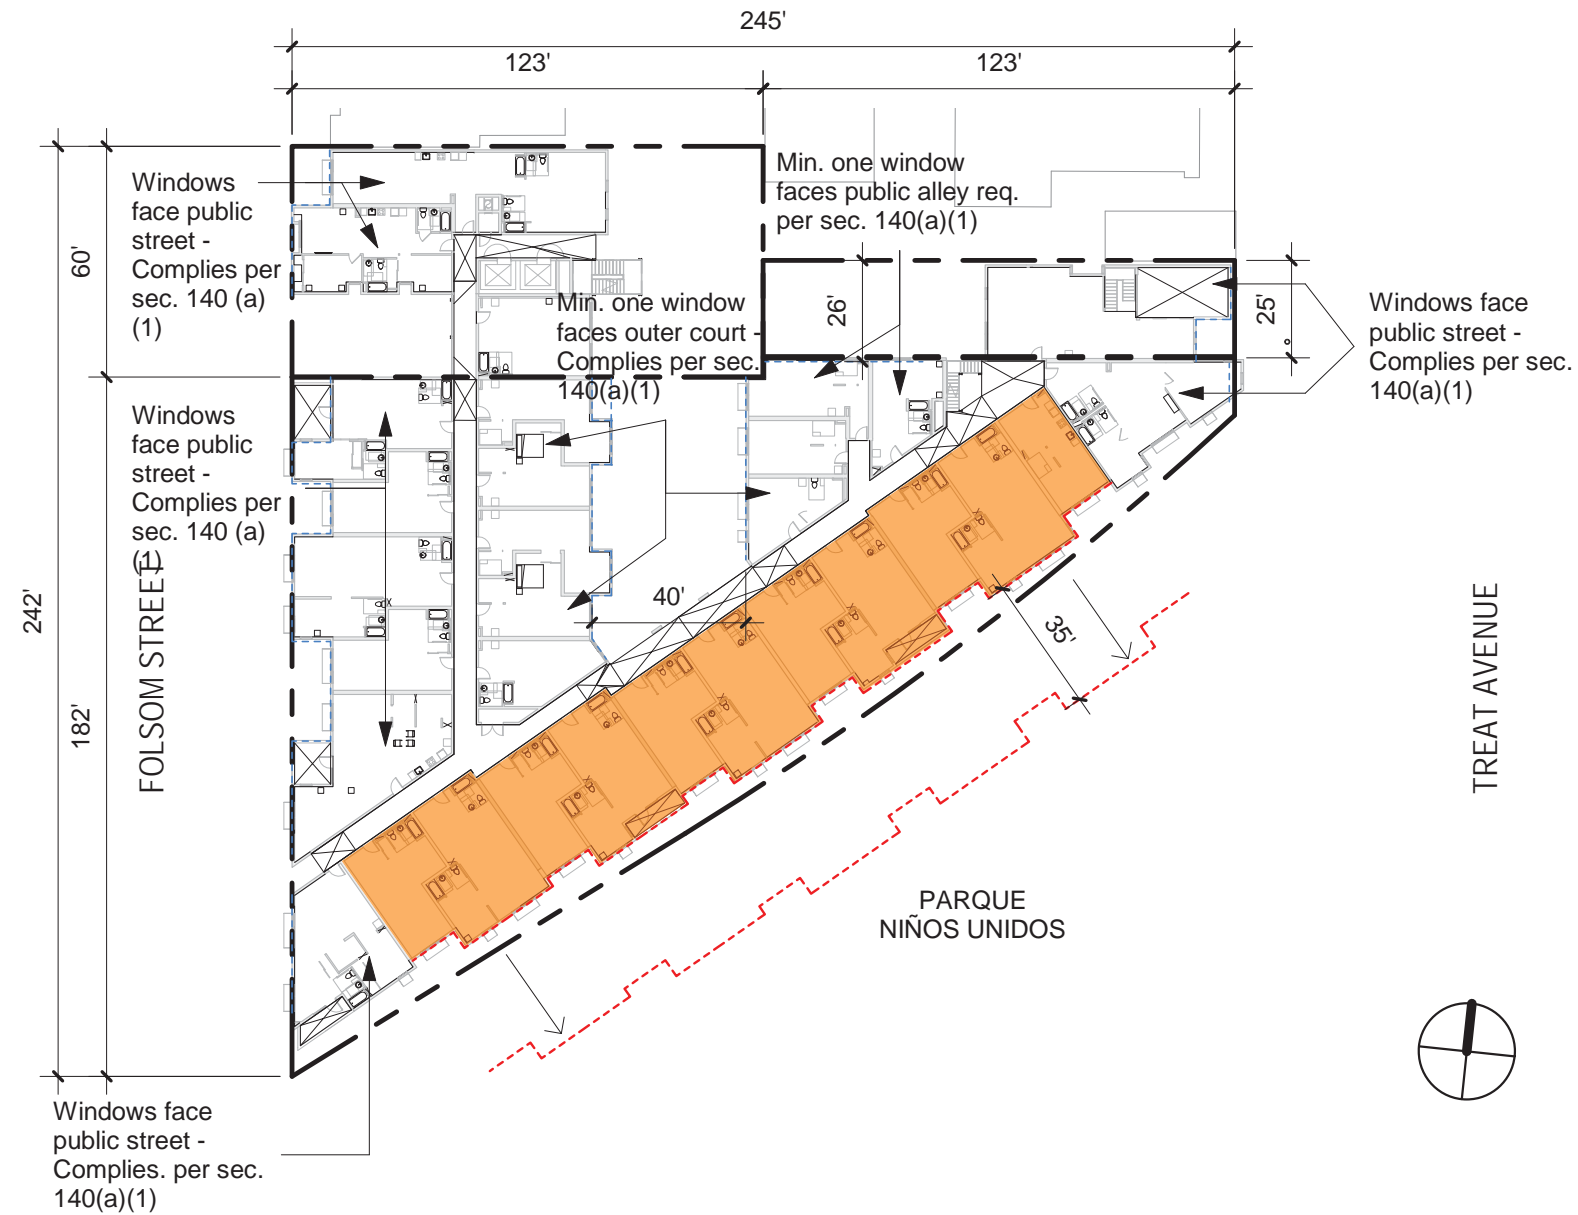 245'
123'
123'
Windows
face public
street -
Complies per
sec. 140 (a)
(1)
Min. one window
faces public alley req.
per sec. 140(a)(1)
60'
Min. one window
faces outer court -
Complies per sec.
140(a)(1)
26'
25'
Windows face
public street -
Complies per sec.
140(a)(1)
Windows
face public
street -
Complies per
sec. 140 (a)
(1)
242'
182'
FOLSOM STREET
40'
35'
TREAT AVENUE
PARQUE
NIÑOS UNIDOS
Windows face
public street -
Complies. per sec.
140(a)(1)